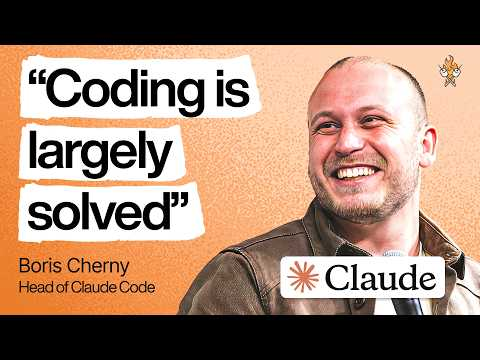 “Coding is
largely
solved”
Boris Cherny
Head of Claude Code
Claude